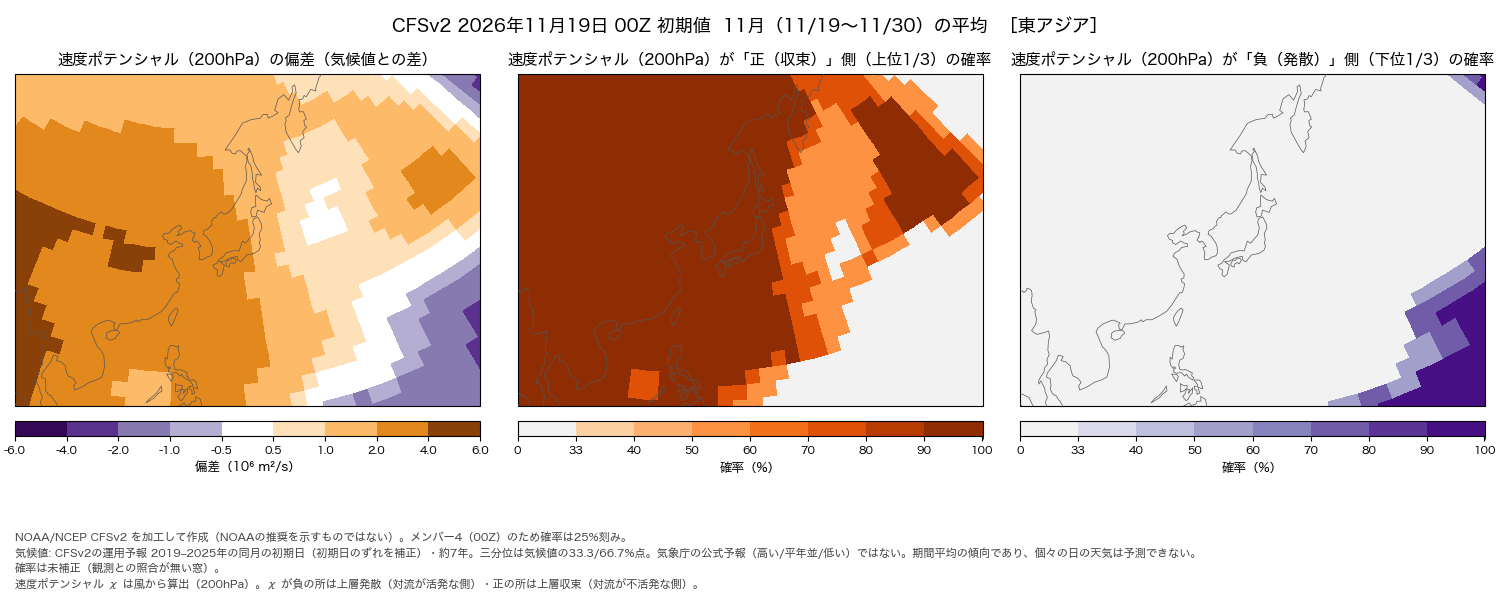 CFSv2 2026年11月19日 00Z 初期値  11月（11/19～11/30）の平均  ［東アジア］
速度ポテンシャル（200hPa）の偏差（気候値との差）
速度ポテンシャル（200hPa）が「正（収束）」側（上位1/3）の確率
速度ポテンシャル（200hPa）が「負（発散）」側（下位1/3）の確率
-6.0 -4.0 -2.0 -1.0 -0.5 0.5 1.0 2.0 4.0 6.0
偏差（10⁶ m²/s）
0 33 40 50 60 70 80 90 100
確率（%）
0 33 40 50 60 70 80 90 100
確率（%）
NOAA/NCEP CFSv2 を加工して作成（NOAAの推奨を示すものではない）。メンバー4（00Z）のため確率は25%刻み。
気候値: CFSv2の運用予報 2019–2025年の同月の初期日（初期日のずれを補正）・約7年。三分位は気候値の33.3/66.7%点。気象庁の公式予報（高い/平年並/低い）ではない。期間平均の傾向であり、個々の日の天気は予測できない。
確率は未補正（観測との照合が無い窓）。
速度ポテンシャル χ は風から算出（200hPa）。χ が負の所は上層発散（対流が活発な側）・正の所は上層収束（対流が不活発な側）。